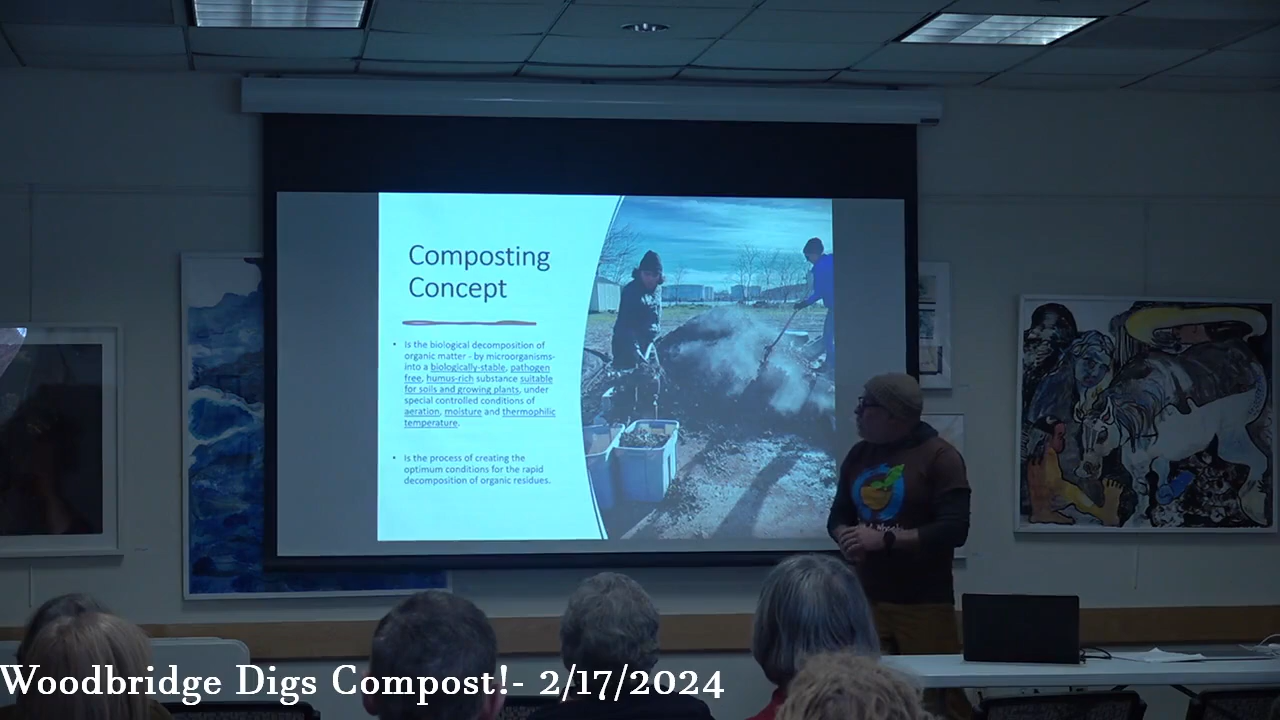 Composting
Concept
• Is the biological decomposition of
organic matter - by microorganisms-
into a biologically-stable, pathogen
free, humus-rich substance suitable
for soils and growing plants, under
special controlled conditions of
aeration, moisture and thermophilic
temperature.
• Is the process of creating the
optimum conditions for the rapid
decomposition of organic residues.
Woodbridge Digs Compost!- 2/17/2024